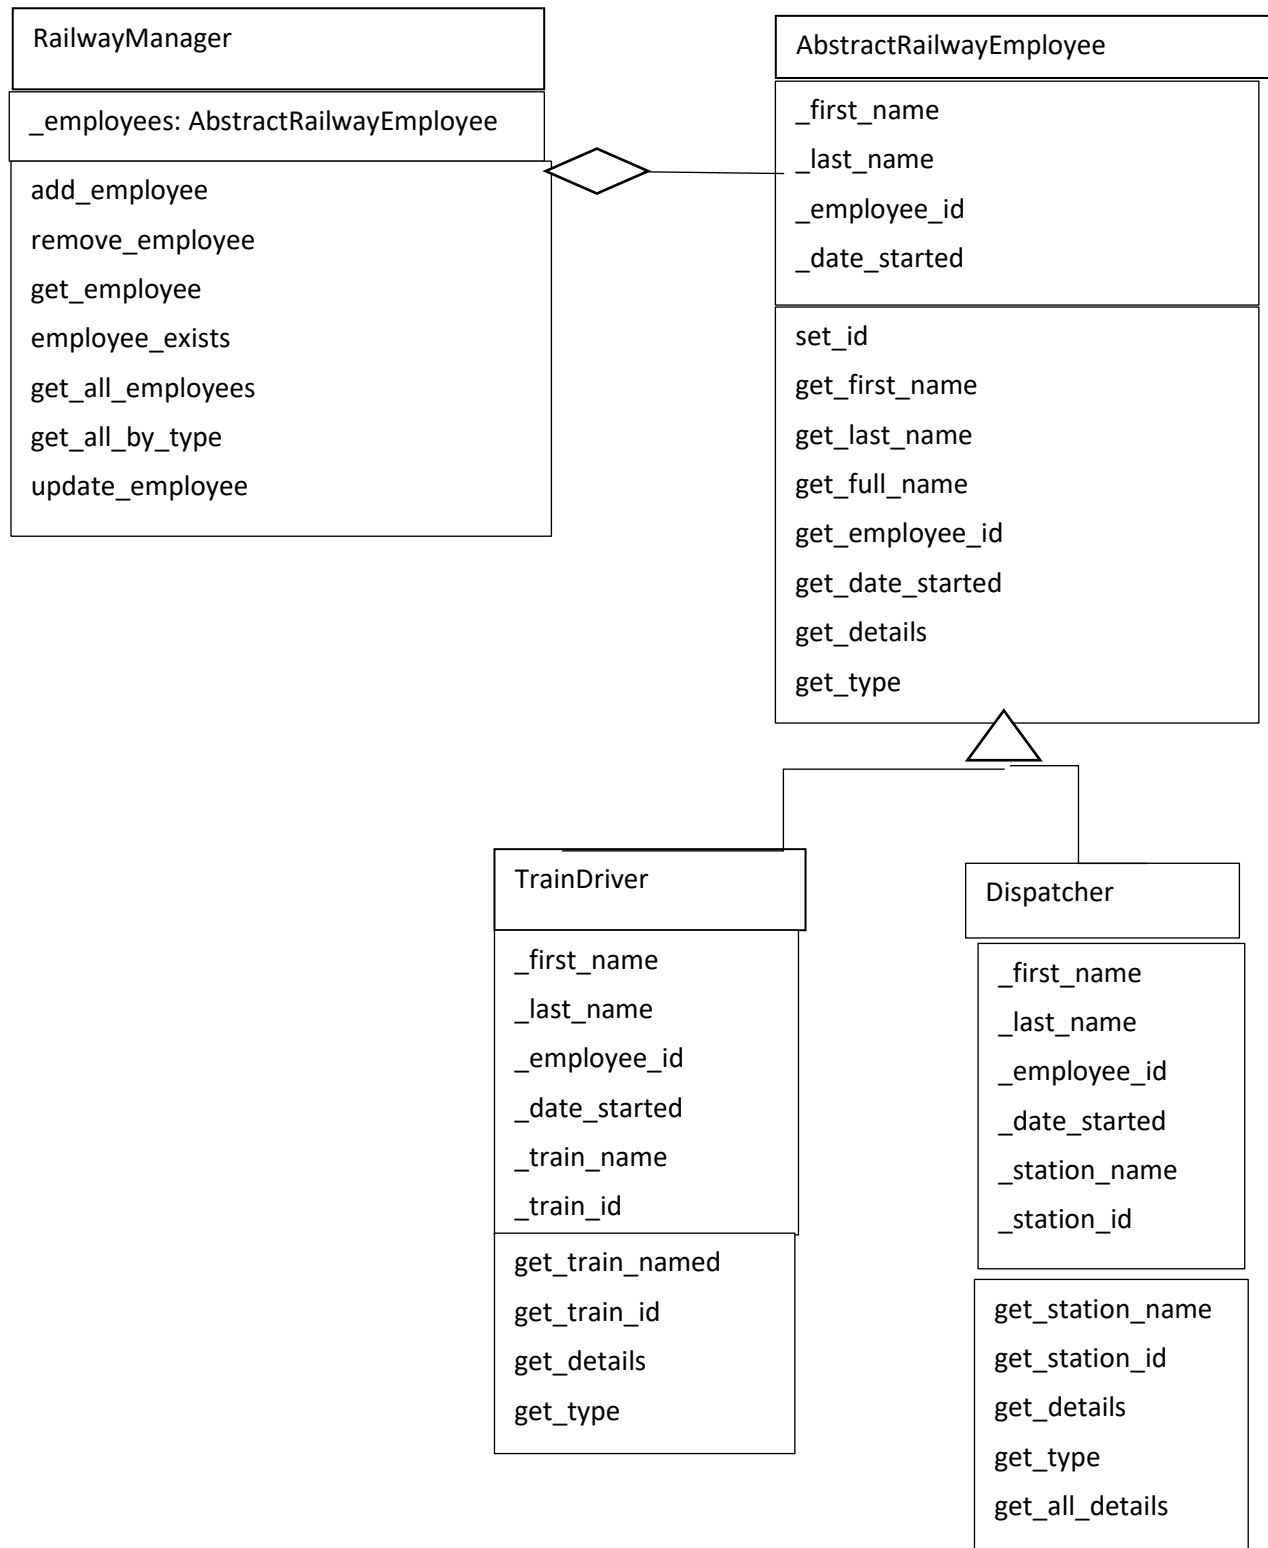 RailwayManager
_employees: AbstractRailwayEmployee
add_employee
remove_employee
get_employee
employee_exists
get_all_employees
get_all_by_type
update_employee
AbstractRailwayEmployee
_first_name
_last_name
_employee_id
_date_started
set_id
get_first_name
get_last_name
get_full_name
get_employee_id
get_date_started
get_details
get_type
TrainDriver
_first_name
_last_name
_employee_id
_date_started
_train_name
_train_id
get_train_named
get_train_id
get_details
get_type
Dispatcher
_first_name
_last_name
_employee_id
_date_started
_station_name
_station_id
get_station_name
get_station_id
get_details
get_type
get_all_details